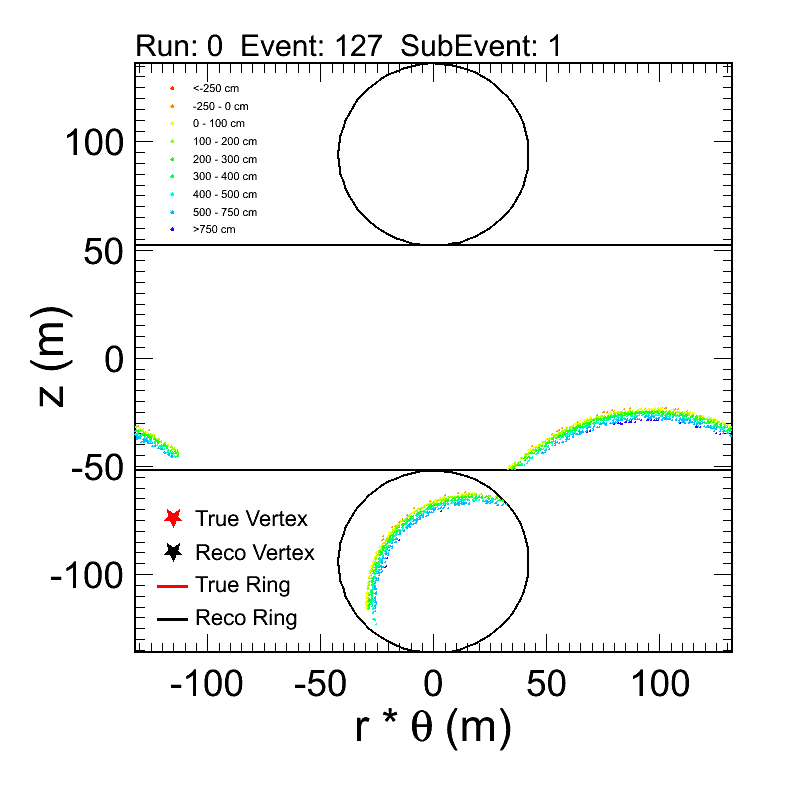 Run: 0 Event: 127 SubEvent: 1
<-250 cm
-250 - 0 cm
0 - 100 cm
100 - 200 cm
200 - 300 cm
300 - 400 cm
400 - 500 cm
500 - 750 cm
>750 cm
100
50
0
-50
-100
z (m)
True Vertex
Reco Vertex
True Ring
Reco Ring
-100 -50 0 50 100
r * θ (m)